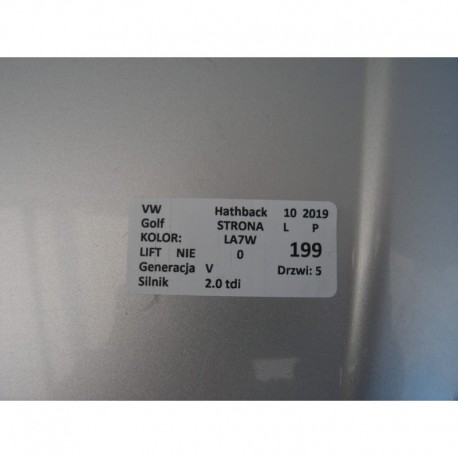 VW Hathback 10 2019
Golf STRONA L P
KOLOR: LA7W 199
LIFT NIE 0
Generacja V Drzwi: 5
Silnik 2.0 tdi